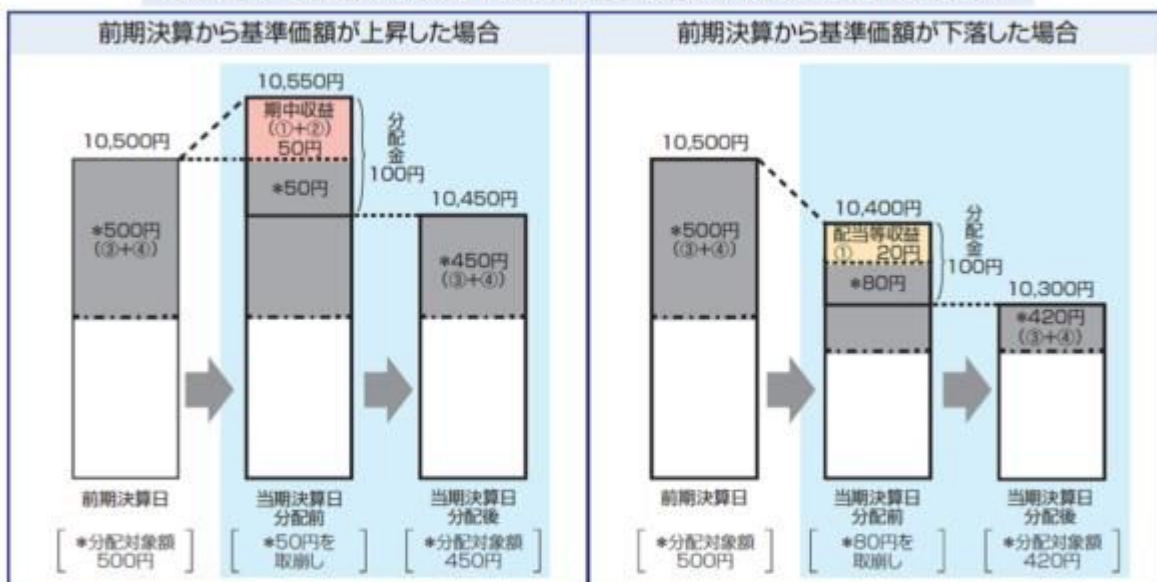 前期決算から基準価額が上昇した場合
10,550円
10,500円
期中収益
(①+②)
50円
*50円
分配金
100円
10,450円
*500円
(③+④)
*450円
(③+④)
前期決算日
当期決算日
分配前
当期決算日
分配後
*分配対象額
500円
*50円を
取崩し
*分配対象額
450円
前期決算から基準価額が下落した場合
10,500円
10,400円
配当等収益
① 20円
*80円
分配金
100円
10,300円
*500円
(③+④)
*420円
(③+④)
前期決算日
当期決算日
分配前
当期決算日
分配後
*分配対象額
500円
*80円を
取崩し
*分配対象額
420円